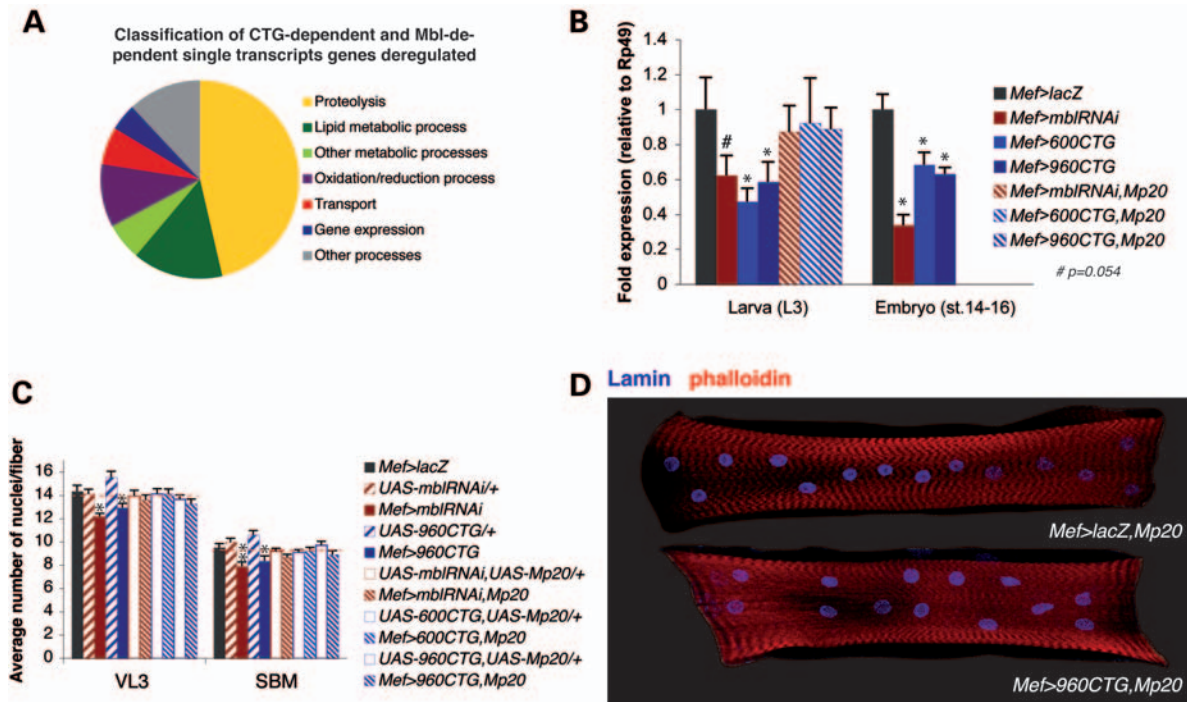 A
Classification of CTG-dependent and Mbl-de-
pendent single transcripts genes deregulated
Proteolysis
Lipid metabolic process
Other metabolic processes
Oxidation/reduction process
Transport
Gene expression
Other processes
B
Fold expression (relative to Rp49)
1.4
1.2
1
0.8
0.6
0.4
0.2
0
#
*
*
*
*
*
Larva (L3)
Embryo (st.14-16)
Mef>lacZ
Mef>mblRNAi
Mef>600CTG
Mef>960CTG
Mef>mblRNAi,Mp20
Mef>600CTG,Mp20
Mef>960CTG,Mp20
# p=0.054
C
Average number of nuclei/fiber
16
14
12
10
8
6
4
2
0
**
**
***
**
VL3
SBM
Mef>lacZ
UAS-mblRNAi/+
Mef>mblRNAi
UAS-960CTG/+
Mef>960CTG
UAS-mblRNAi,UAS-Mp20/+
Mef>mblRNAi,Mp20
UAS-600CTG,UAS-Mp20/+
Mef>600CTG,Mp20
UAS-960CTG,UAS-Mp20/+
Mef>960CTG,Mp20
D
Lamin phalloidin
Mef>lacZ,Mp20
Mef>960CTG,Mp20